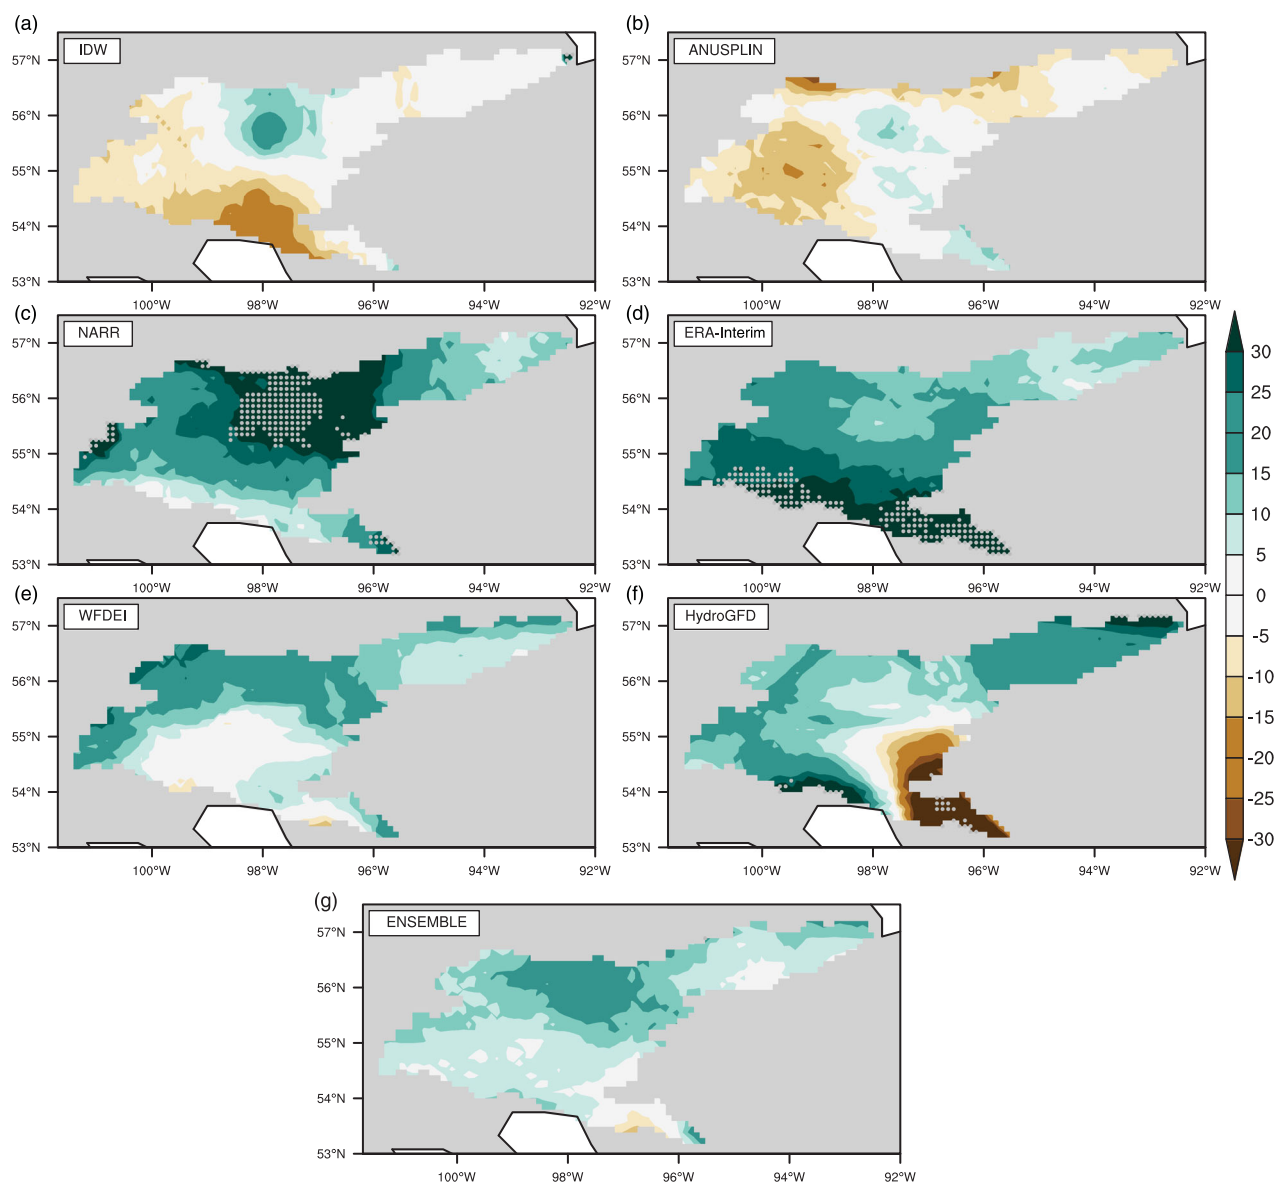 (a)
IDW
57°N
56°N
55°N
54°N
53°N
100°W
98°W
96°W
94°W
92°W
(b)
ANUSPLIN
57°N
56°N
55°N
54°N
53°N
100°W
98°W
96°W
94°W
92°W
(c)
NARR
57°N
56°N
55°N
54°N
53°N
100°W
98°W
96°W
94°W
92°W
(d)
ERA-Interim
57°N
56°N
55°N
54°N
53°N
100°W
98°W
96°W
94°W
92°W
30
25
20
15
10
5
0
-5
-10
-15
-20
-25
-30
(e)
WFDEI
57°N
56°N
55°N
54°N
53°N
100°W
98°W
96°W
94°W
92°W
(f)
HydroGFD
57°N
56°N
55°N
54°N
53°N
100°W
98°W
96°W
94°W
92°W
(g)
ENSEMBLE
57°N
56°N
55°N
54°N
53°N
100°W
98°W
96°W
94°W
92°W